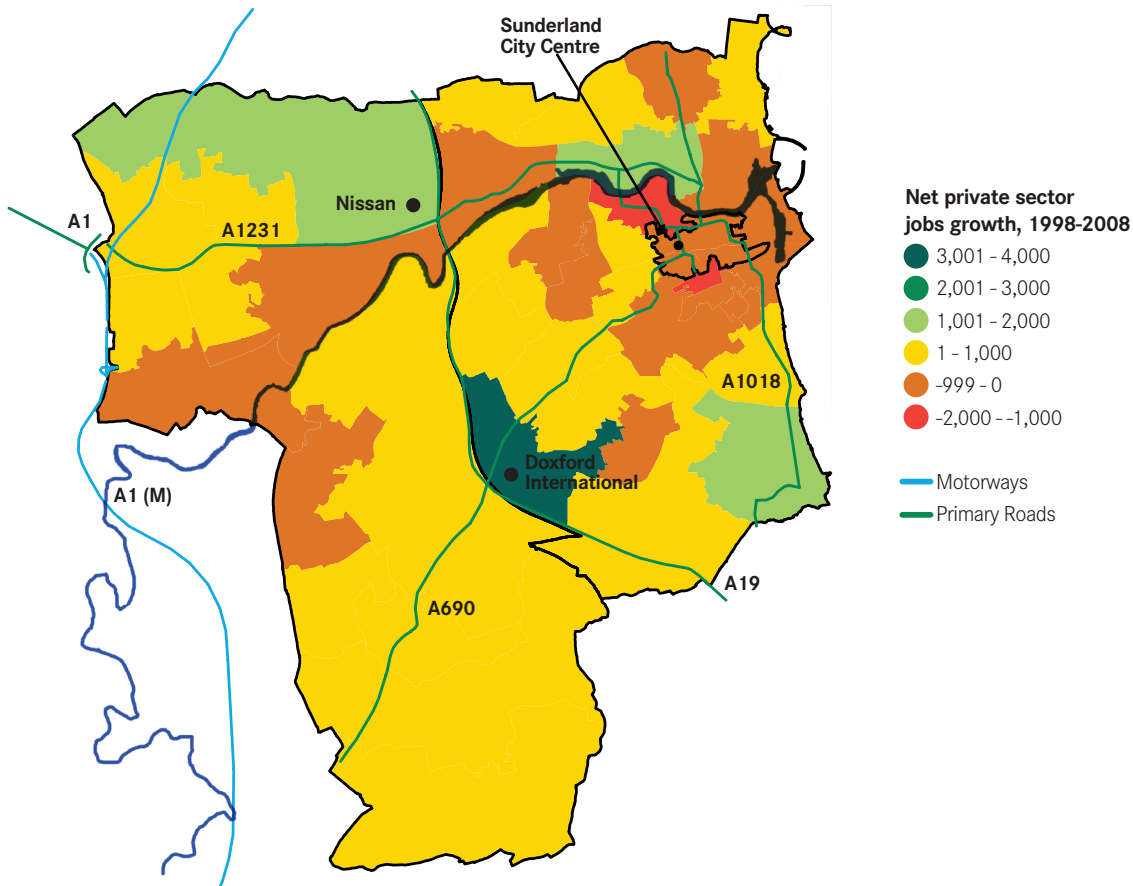 Sunderland
City Centre
Nissan
A1
A1231
A1018
Doxford
International
A1 (M)
A19
A690
Net private sector
jobs growth, 1998-2008
3,001 - 4,000
2,001 - 3,000
1,001 - 2,000
1 - 1,000
-999 - 0
-2,000 - -1,000
Motorways
Primary Roads